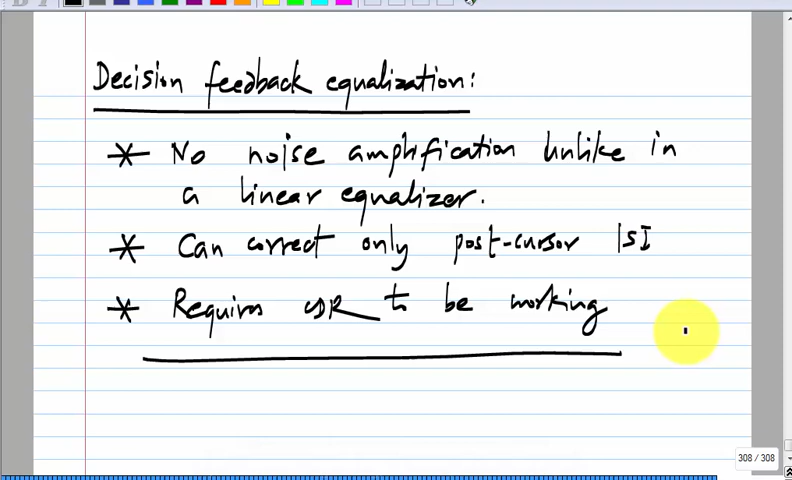 Decision feedback equalization:
* No noise amplification unlike in
a linear equalizer.
* Can correct only post-cursor ISI
* Requires CDR to be working
308 / 308